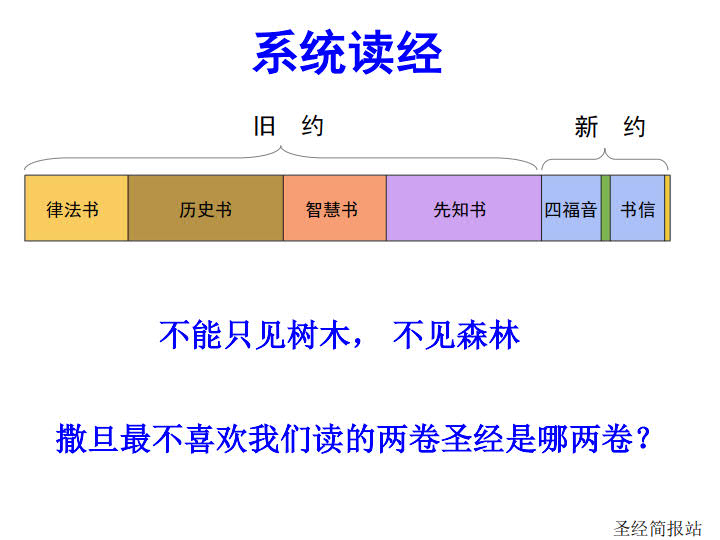 系统读经
旧 约 新 约
律法书 历史书 智慧书 先知书 四福音 书信
不能只见树木， 不见森林
撒旦最不喜欢我们读的两卷圣经是哪两卷？
圣经简报站